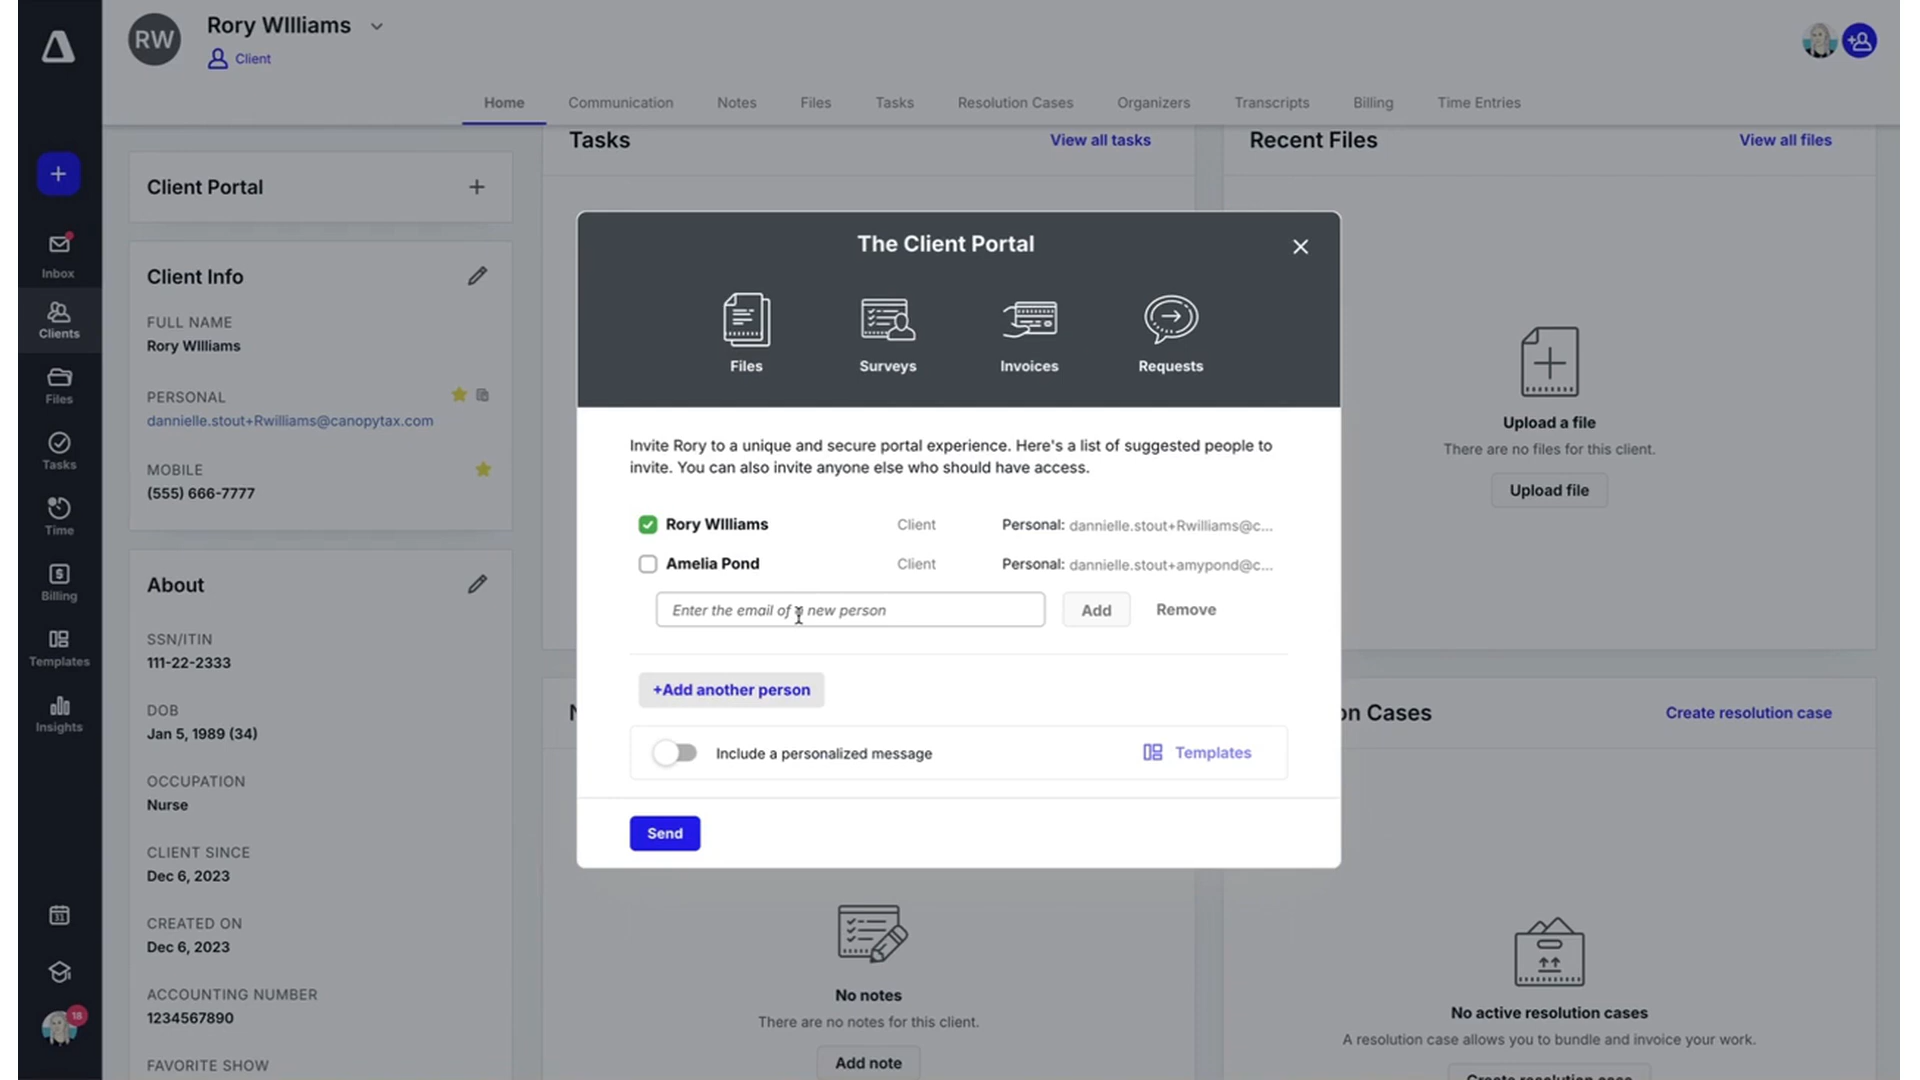 RW
Rory WIlliams
Client
Home
Communication
Notes
Files
Tasks
Resolution Cases
Organizers
Transcripts
Billing
Time Entries
Inbox
Clients
Files
Tasks
Time
Billing
Templates
Insights
31
18
Client Portal
Client Info
FULL NAME
Rory WIlliams
PERSONAL
dannielle.stout+Rwilliams@canopytax.com
MOBILE
(555) 666-7777
About
SSN/ITIN
111-22-2333
DOB
Jan 5, 1989 (34)
OCCUPATION
Nurse
CLIENT SINCE
Dec 6, 2023
CREATED ON
Dec 6, 2023
ACCOUNTING NUMBER
1234567890
FAVORITE SHOW
Tasks
View all tasks
Recent Files
View all files
Upload a file
There are no files for this client.
Upload file
The Client Portal
Files
Surveys
Invoices
Requests
Invite Rory to a unique and secure portal experience. Here's a list of suggested people to
invite. You can also invite anyone else who should have access.
Rory WIlliams Client Personal: dannielle.stout+Rwilliams@c...
Amelia Pond Client Personal: dannielle.stout+amypond@c...
Enter the email of a new person
Add
Remove
+Add another person
Include a personalized message
Templates
Send
on Cases
Create resolution case
No notes
There are no notes for this client.
Add note
No active resolution cases
A resolution case allows you to bundle and invoice your work.
Create resolution case